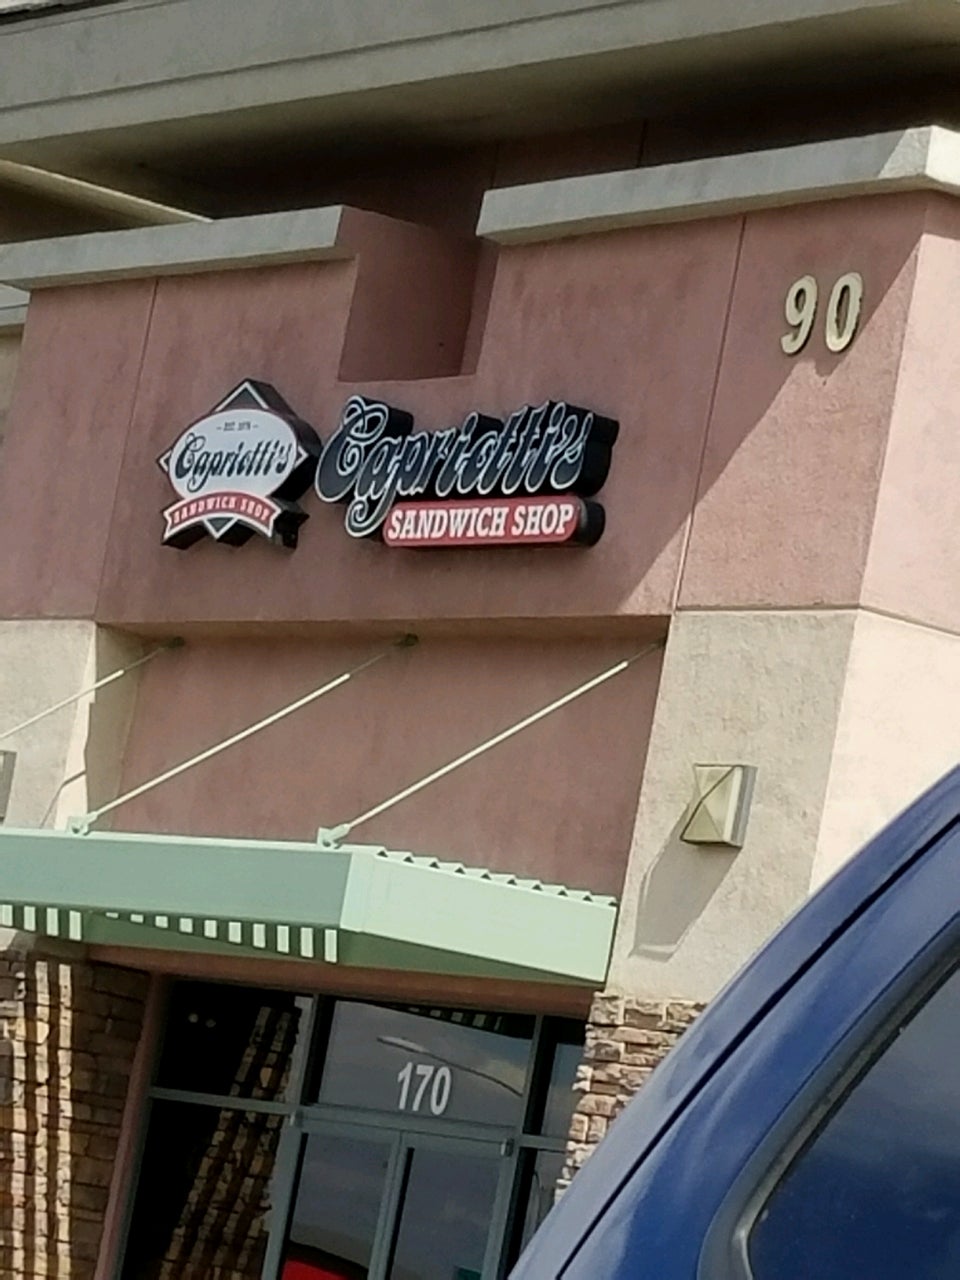 90
EST. 1976
Capriotti's
SANDWICH SHOP
Capriotti's
SANDWICH SHOP
170